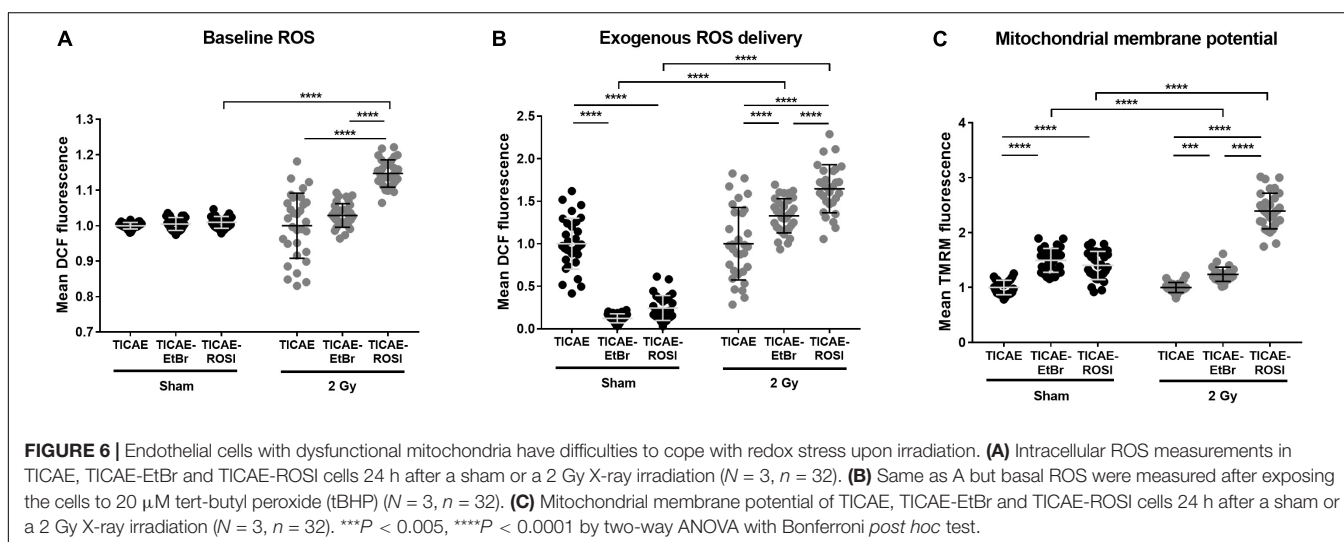 A
Baseline ROS
****
****
****
Mean DCF fluorescence
1.3
1.2
1.1
1.0
0.9
0.8
0.7
TICAE
TICAE-EtBr
TICAE-ROSI
TICAE
TICAE-EtBr
TICAE-ROSI
Sham
2 Gy
B
Exogenous ROS delivery
****
****
****
****
****
****
****
Mean DCF fluorescence
2.5
2.0
1.5
1.0
0.5
0.0
TICAE
TICAE-EtBr
TICAE-ROSI
TICAE
TICAE-EtBr
TICAE-ROSI
Sham
2 Gy
C
Mitochondrial membrane potential
****
****
****
****
****
***
****
Mean TMRM fluorescence
4
3
2
1
0
TICAE
TICAE-EtBr
TICAE-ROSI
TICAE
TICAE-EtBr
TICAE-ROSI
Sham
2 Gy
FIGURE 6 | Endothelial cells with dysfunctional mitochondria have difficulties to cope with redox stress upon irradiation. (A) Intracellular ROS measurements in
TICAE, TICAE-EtBr and TICAE-ROSI cells 24 h after a sham or a 2 Gy X-ray irradiation (N = 3, n = 32). (B) Same as A but basal ROS were measured after exposing
the cells to 20 μM tert-butyl peroxide (tBHP) (N = 3, n = 32). (C) Mitochondrial membrane potential of TICAE, TICAE-EtBr and TICAE-ROSI cells 24 h after a sham or
a 2 Gy X-ray irradiation (N = 3, n = 32). ***P < 0.005, ****P < 0.0001 by two-way ANOVA with Bonferroni post hoc test.